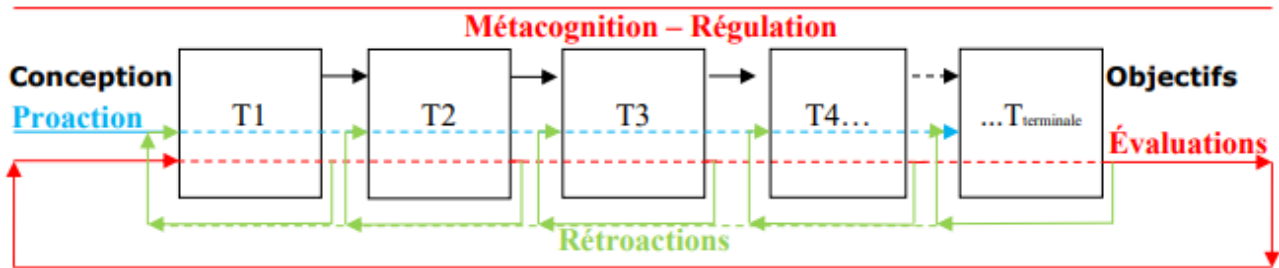 Métacognition – Régulation
Conception
T1
T2
T3
T4…
…Tterminale
Objectifs
Proaction
Évaluations
Rétroactions